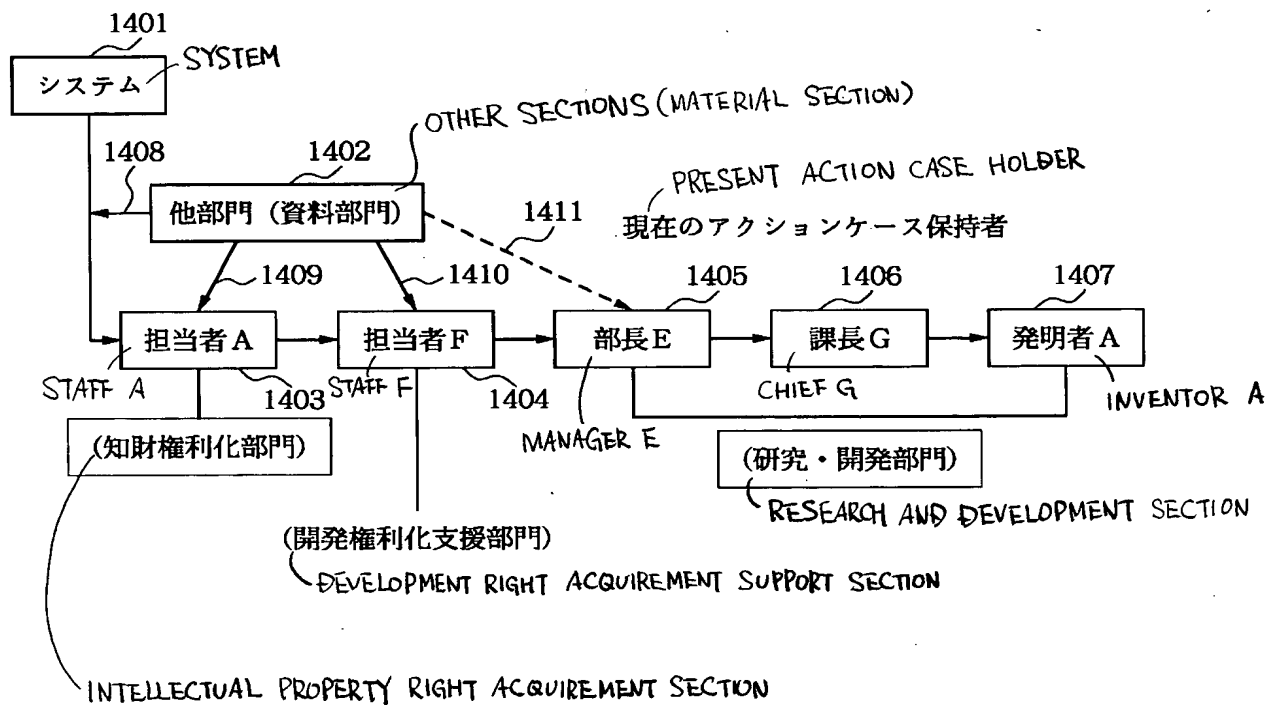 1401
システム
SYSTEM
OTHER SECTIONS (MATERIAL SECTION)
1408
1402
他部門（資料部門）
PRESENT ACTION CASE HOLDER
現在のアクションケース保持者
1411
1409
1410
1405
1406
1407
担当者A
担当者F
部長E
課長G
発明者A
STAFF A
1403
STAFF F
1404
MANAGER E
CHIEF G
INVENTOR A
(知財権利化部門)
(研究・開発部門)
RESEARCH AND DEVELOPMENT SECTION
(開発権利化支援部門)
DEVELOPMENT RIGHT ACQUIREMENT SUPPORT SECTION
INTELLECTUAL PROPERTY RIGHT ACQUIREMENT SECTION